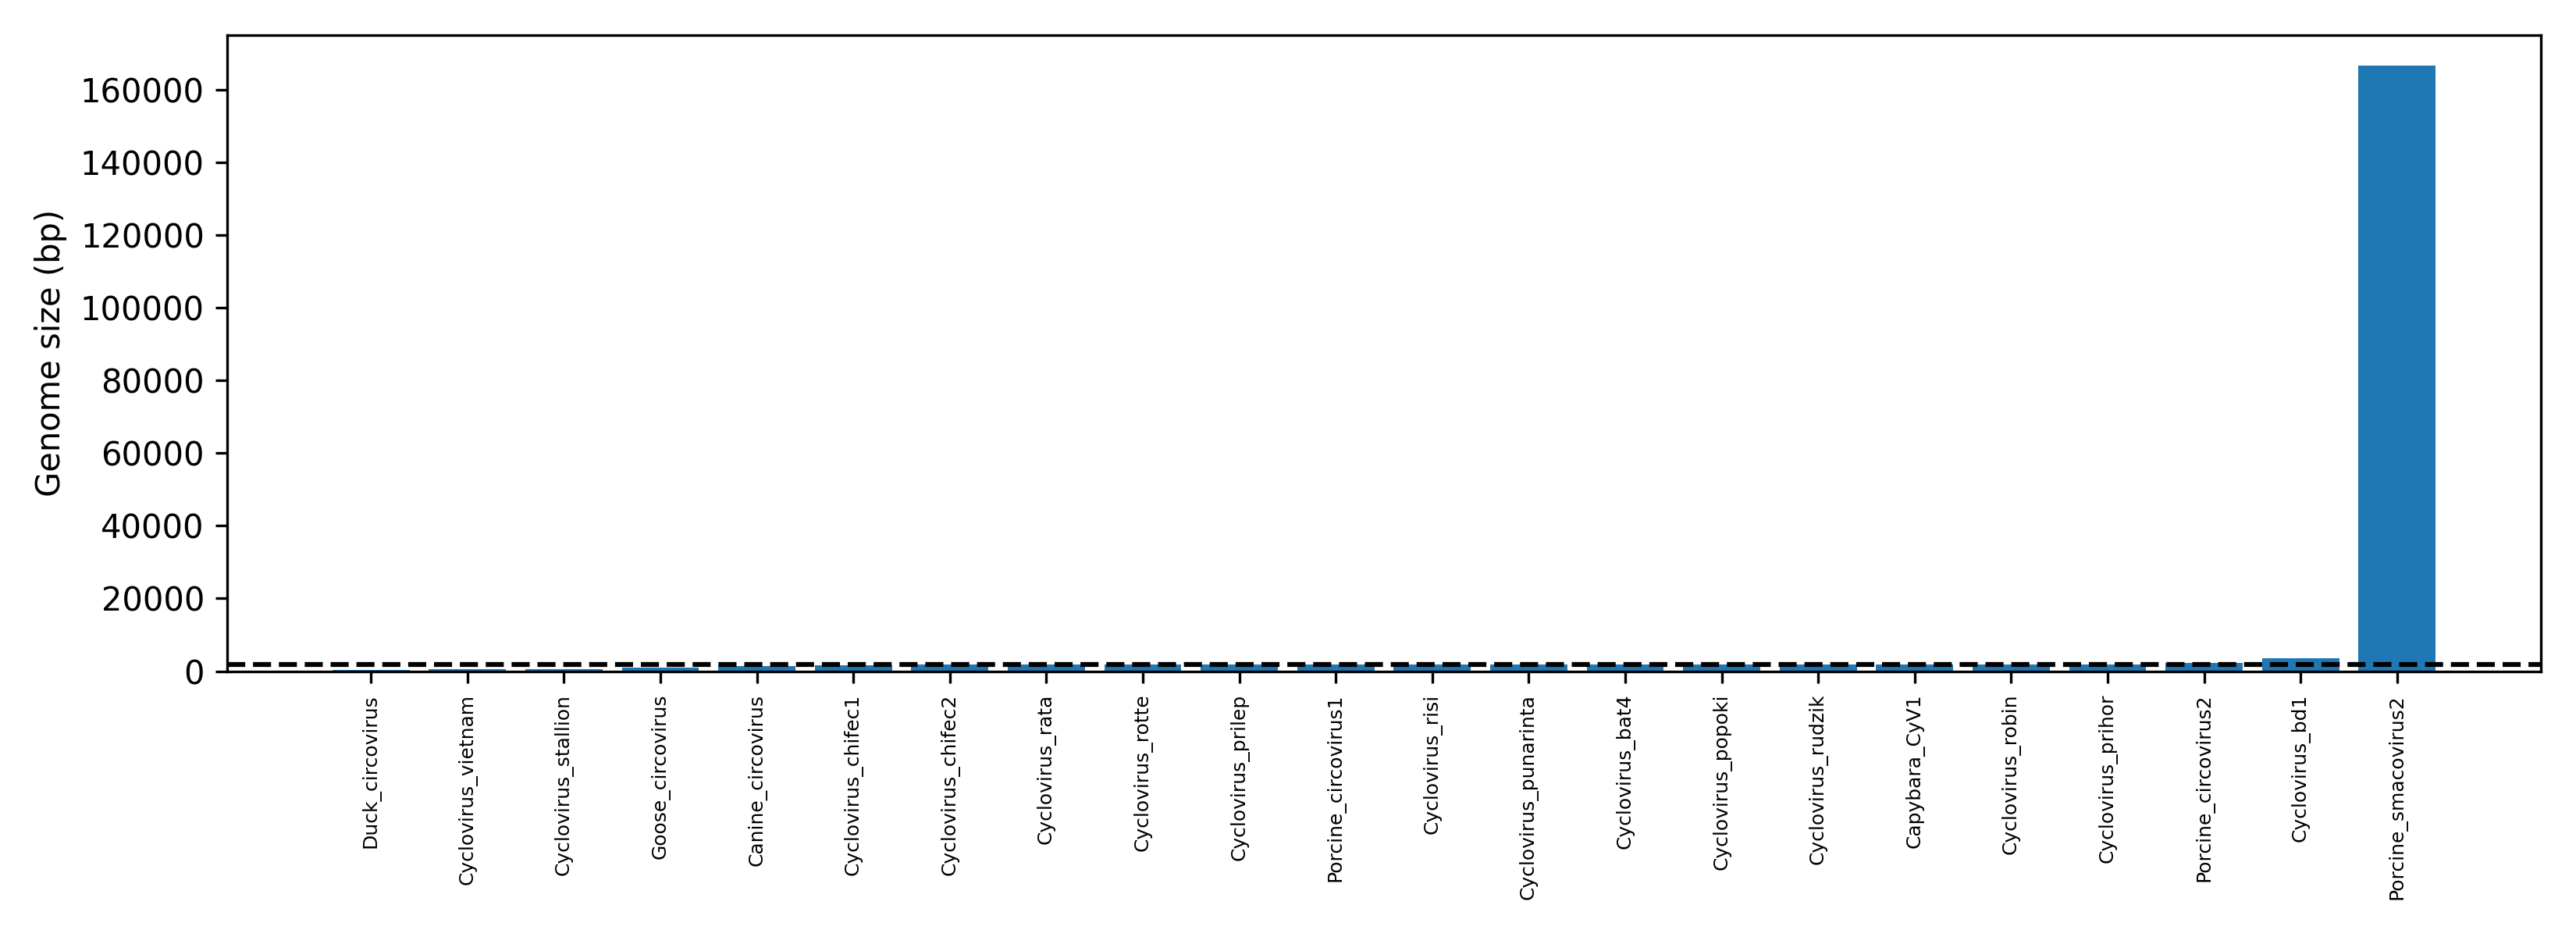 Genome size (bp)
160000
140000
120000
100000
80000
60000
40000
20000
0
Duck_circovirus
Cyclovirus_vietnam
Cyclovirus_stallion
Goose_circovirus
Canine_circovirus
Cyclovirus_chifec1
Cyclovirus_chifec2
Cyclovirus_rata
Cyclovirus_rotte
Cyclovirus_prilep
Porcine_circovirus1
Cyclovirus_risi
Cyclovirus_punarinta
Cyclovirus_bat4
Cyclovirus_popoki
Cyclovirus_rudzik
Capybara_CyV1
Cyclovirus_robin
Cyclovirus_prihor
Porcine_circovirus2
Cyclovirus_bd1
Porcine_smacovirus2